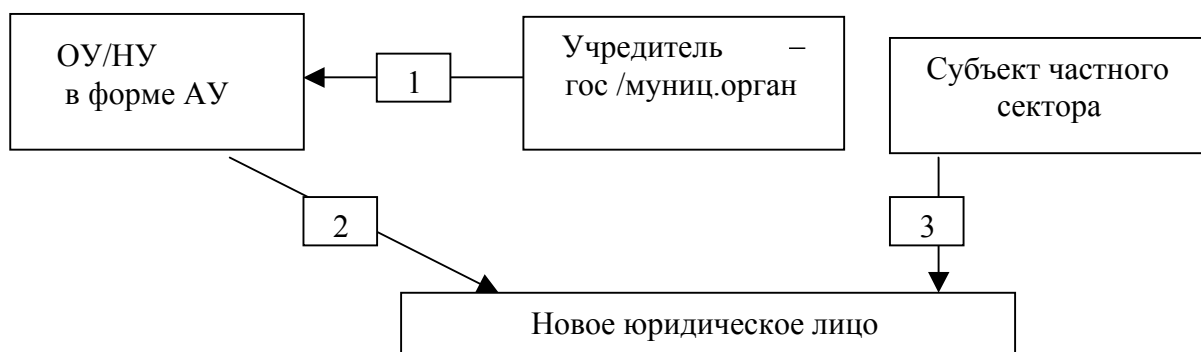 ОУ/НУ
в форме АУ
1
Учредитель –
гос /муниц.орган
Субъект частного
сектора
2
3
Новое юридическое лицо